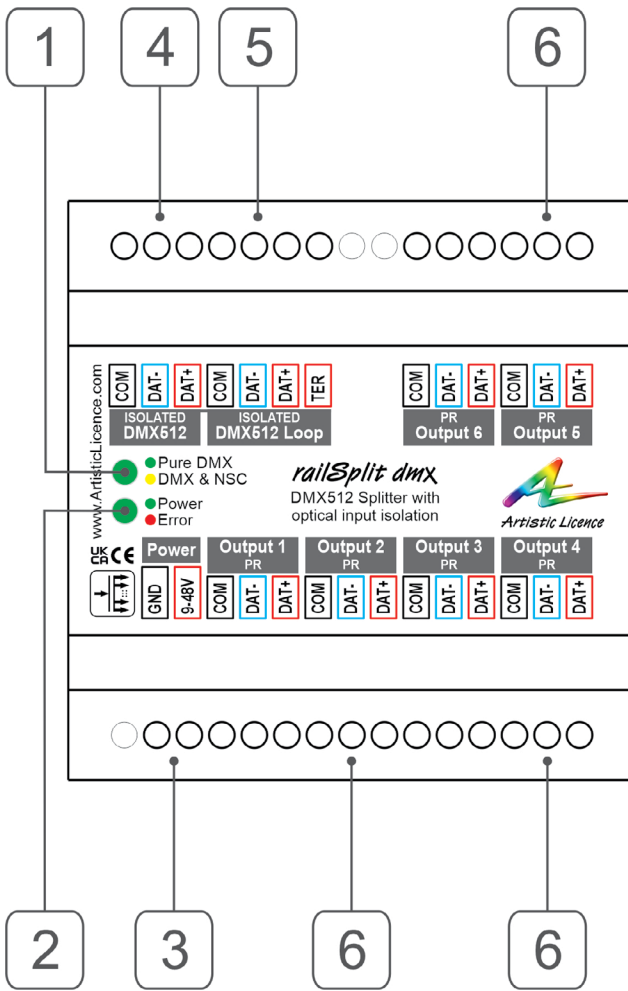 1 4 5 6
www.ArtisticLicence.com
COM DAT- DAT+ COM DAT- DAT+ TER COM DAT- DAT+ COM DAT- DAT+
ISOLATED ISOLATED PR PR
DMX512 DMX512 Loop Output 6 Output 5
Pure DMX
DMX & NSC
Power
Error
railSplit dmx
DMX512 Splitter with
optical input isolation
Artistic Licence
UK CA CE
Power Output 1 Output 2 Output 3 Output 4
PR PR PR PR
GND 9-48V COM DAT- DAT+ COM DAT- DAT+ COM DAT- DAT+ COM DAT- DAT+
2 3 6 6